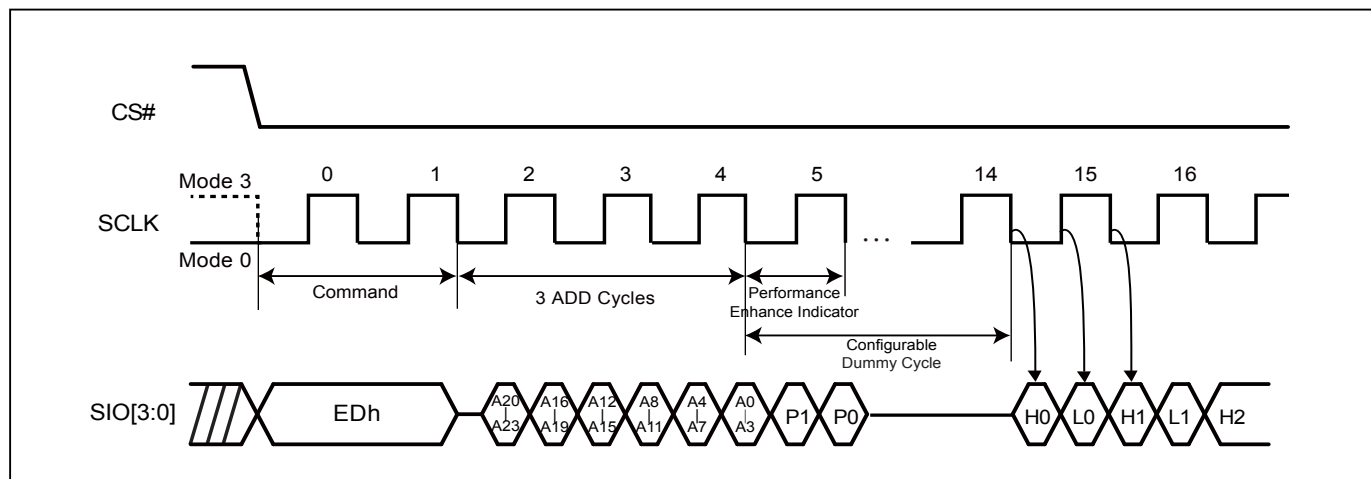 CS#
0 1 2 3 4 5 14 15 16
Mode 3
SCLK
Mode 0
...
Command
3 ADD Cycles
Performance
Enhance Indicator
Configurable
Dummy Cycle
SIO[3:0]
EDh
A20
|
A23
A16
|
A19
A12
|
A15
A8
|
A11
A4
|
A7
A0
|
A3
P1 P0 H0 L0 H1 L1 H2